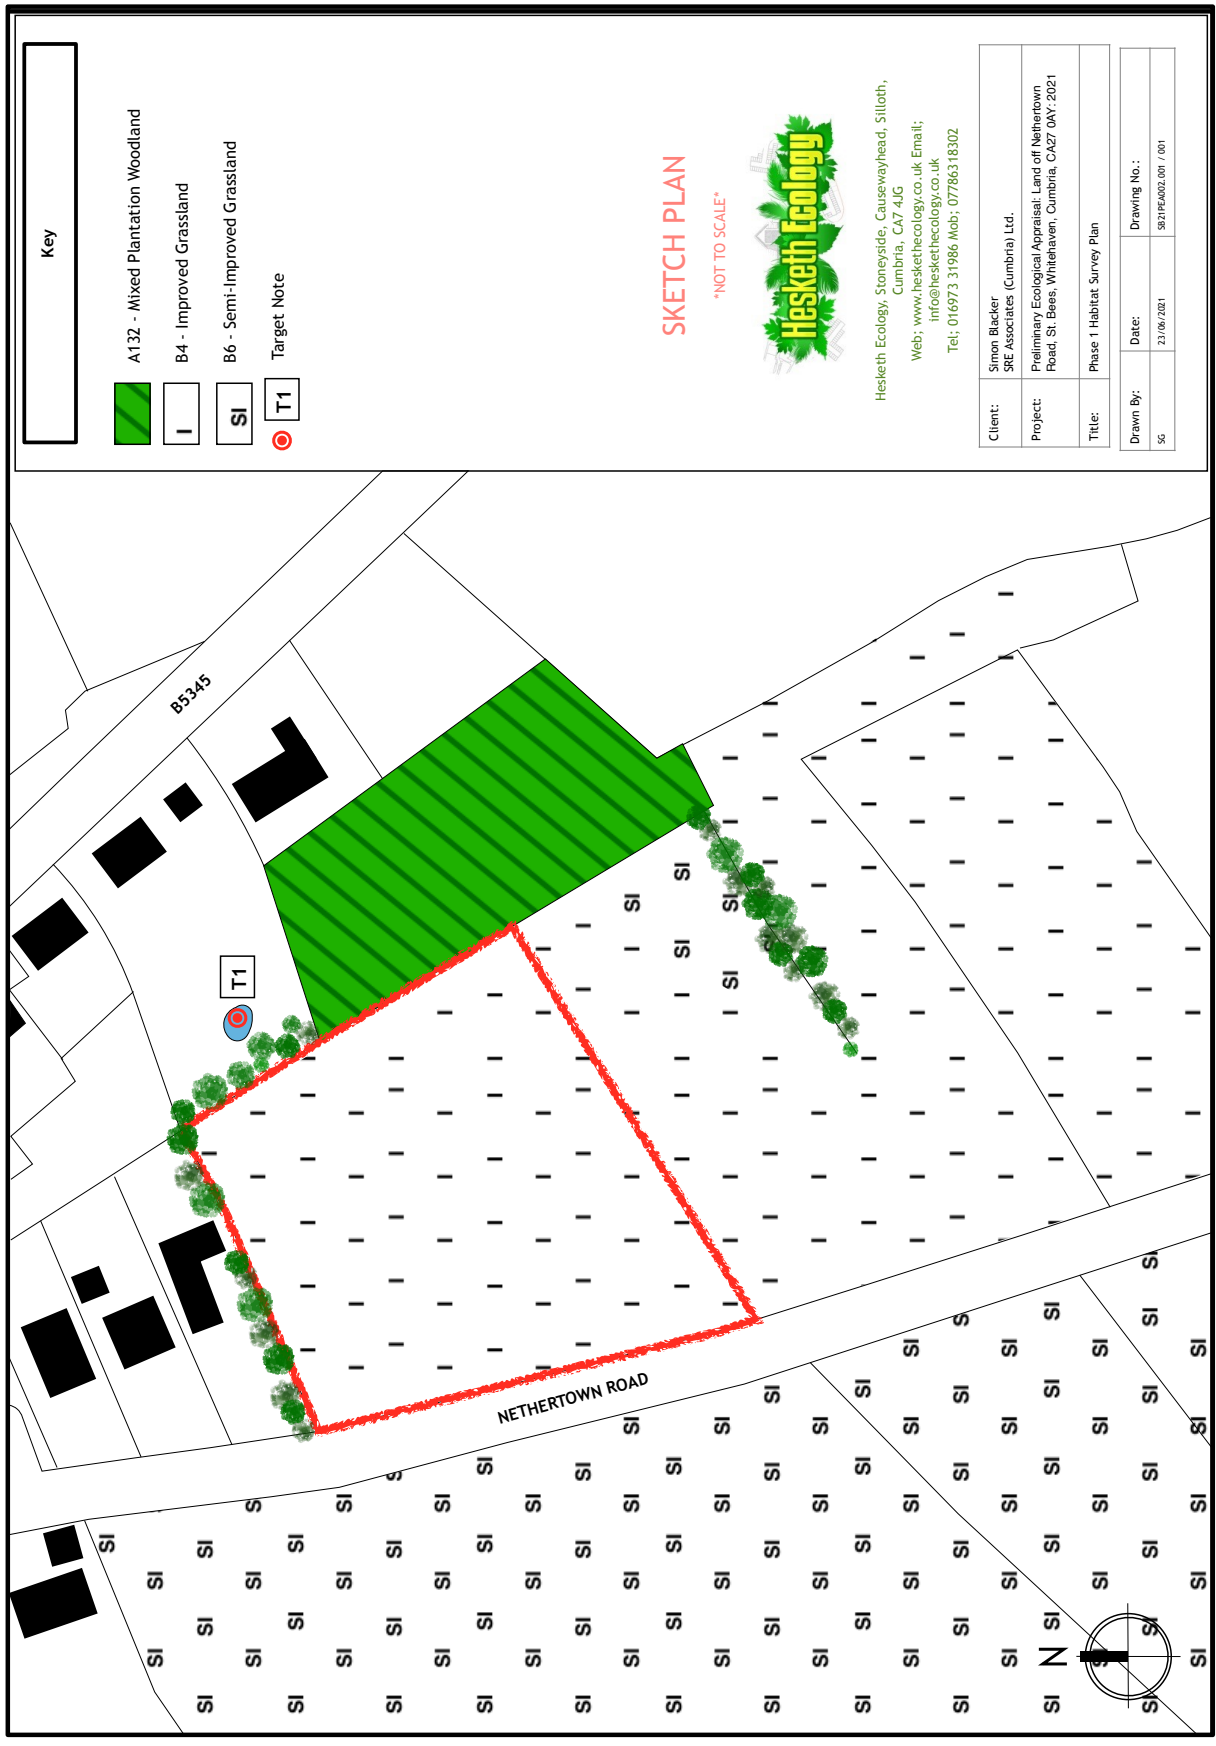 Key
A132 - Mixed Plantation Woodland
I
B4 - Improved Grassland
SI
B6 - Semi-Improved Grassland
T1
Target Note
SKETCH PLAN
*NOT TO SCALE*
Hesketh Ecology
Hesketh Ecology, Stoneyside, Causewayhead, Silloth,
Cumbria, CA7 4JG
Web; www.heskethecology.co.uk Email;
info@heskethecology.co.uk
Tel; 016973 31986 Mob; 07786318302
Client:
Simon Blacker
SRE Associates (Cumbria) Ltd.
Project:
Preliminary Ecological Appraisal: Land off Nethertown
Road, St. Bees, Whitehaven, Cumbria, CA27 0AY: 2021
Title:
Phase 1 Habitat Survey Plan
Drawn By:
Date:
Drawing No.:
SG
23/06/2021
SB21PEA002.001 / 001
B5345
T1
NETHERTOWN ROAD
N